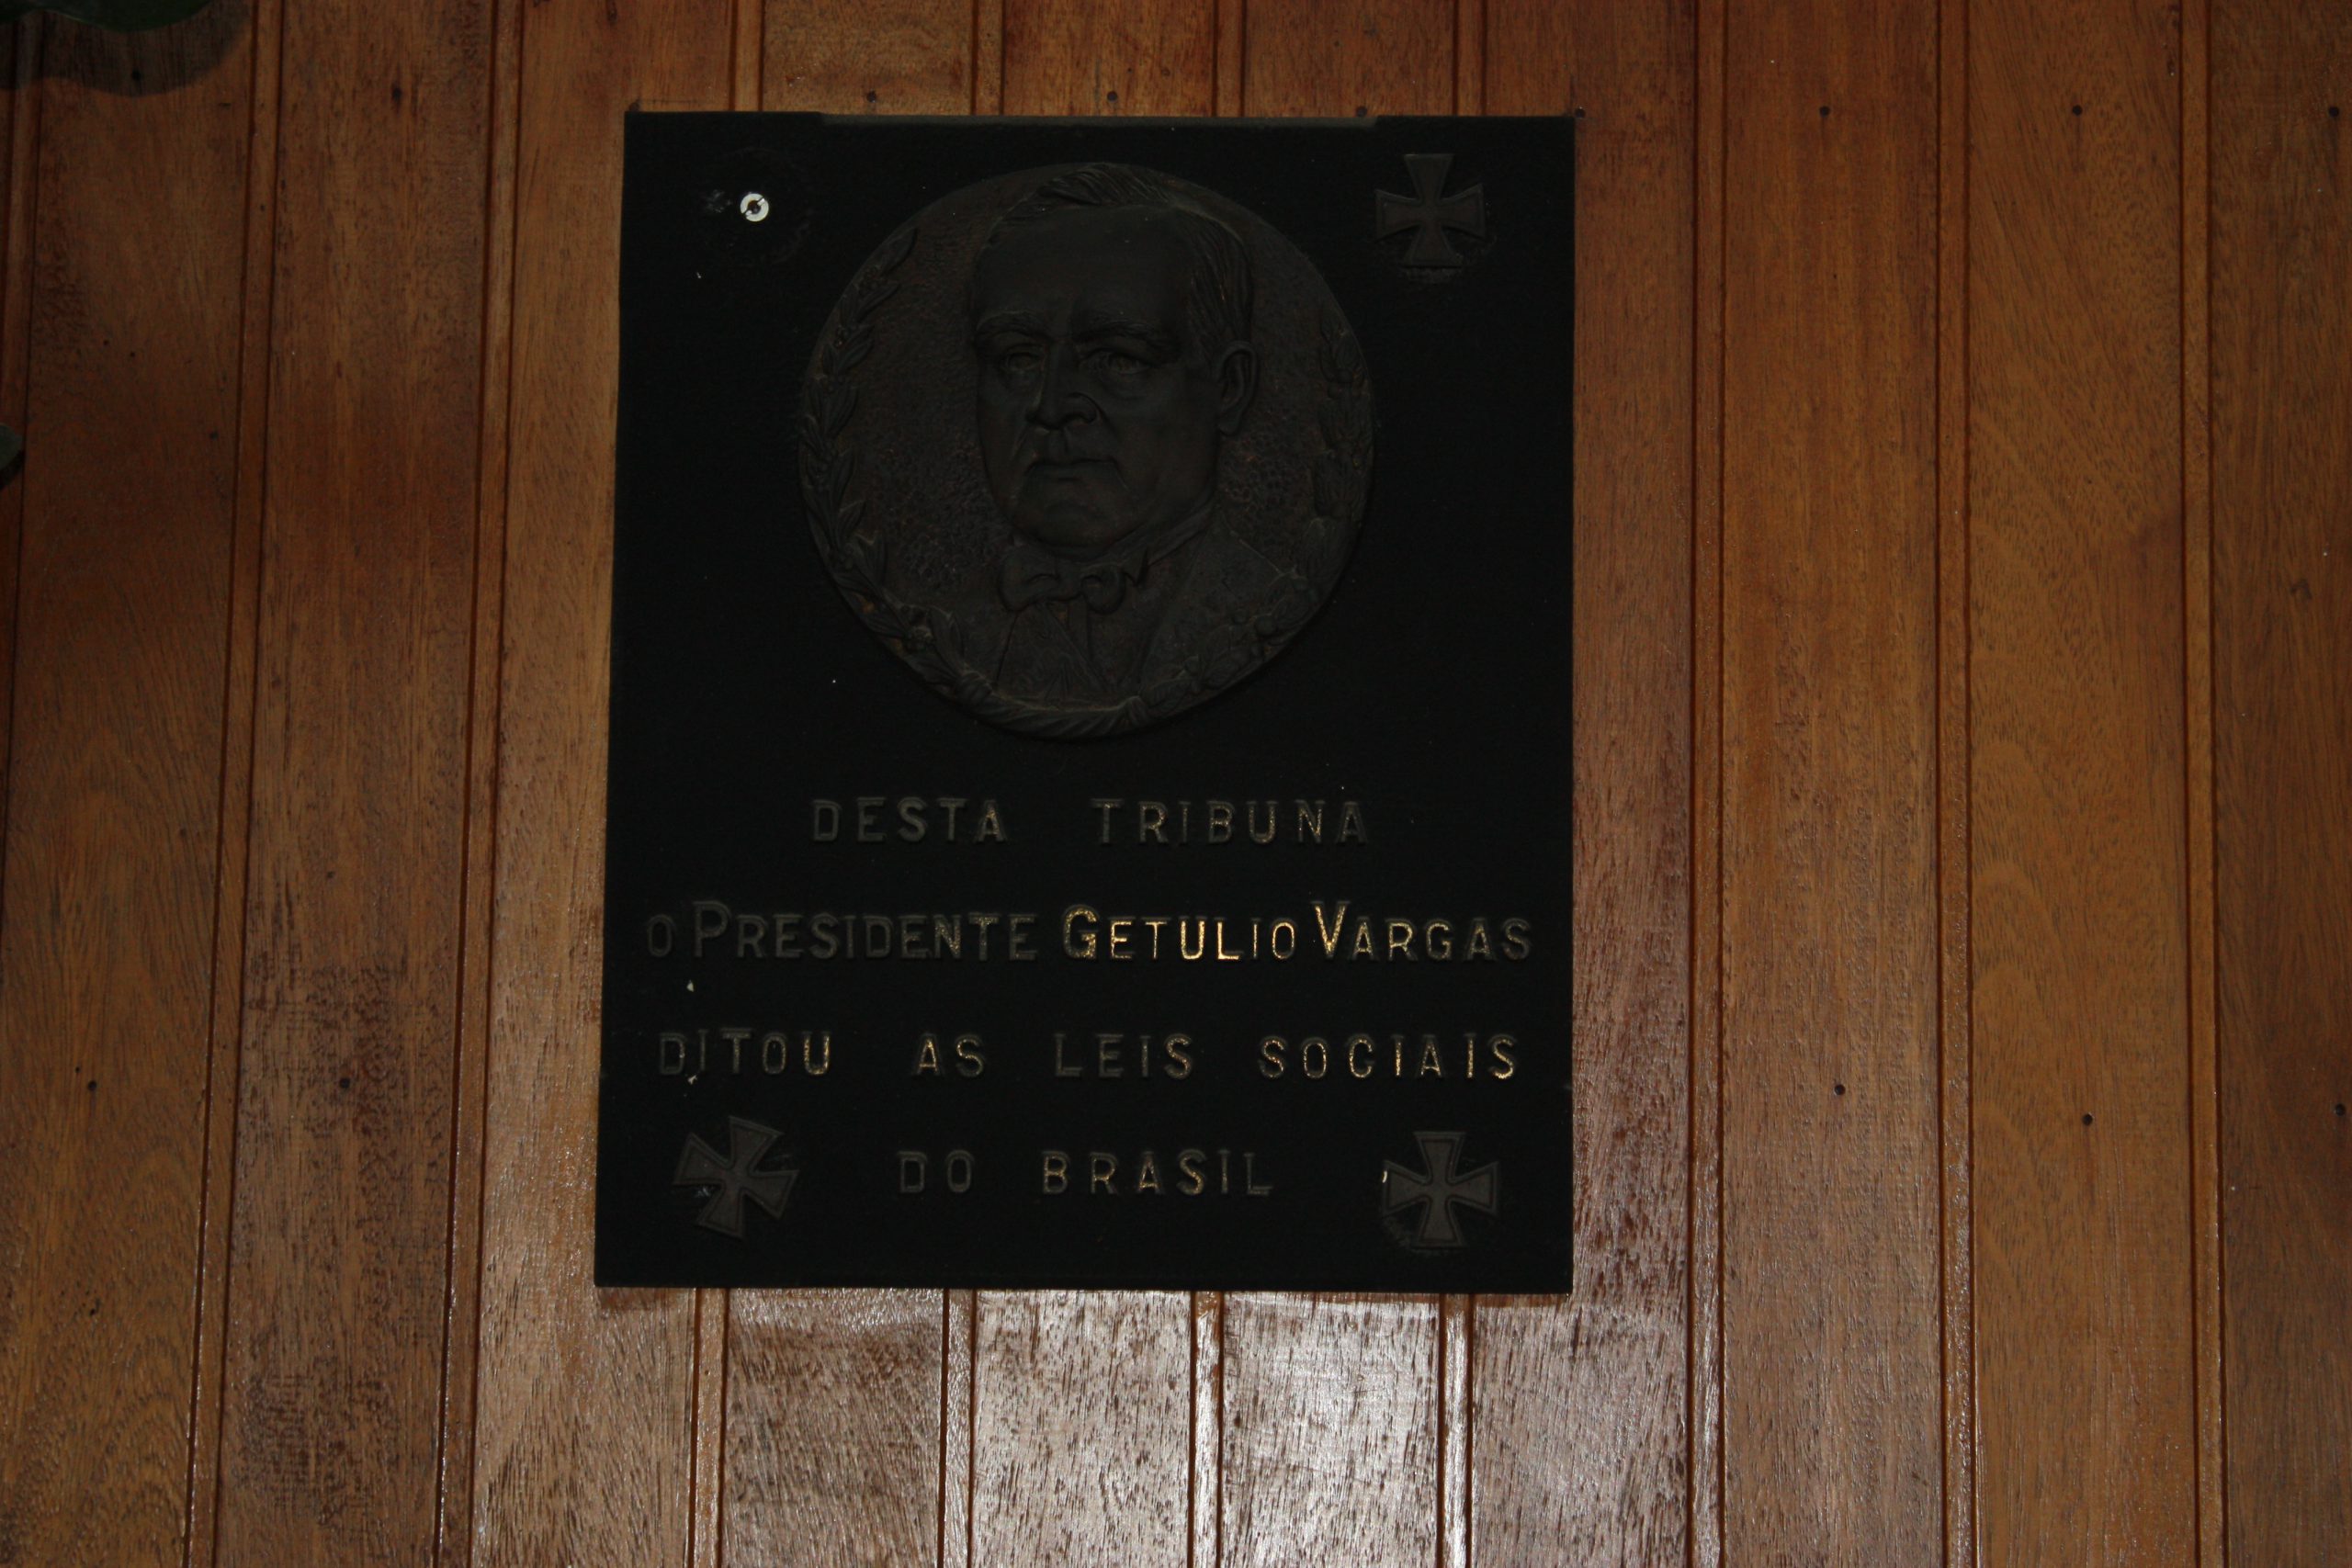 DESTA TRIBUNA
O PRESIDENTE GETULIO VARGAS
DITOU AS LEIS SOCIAIS
DO BRASIL